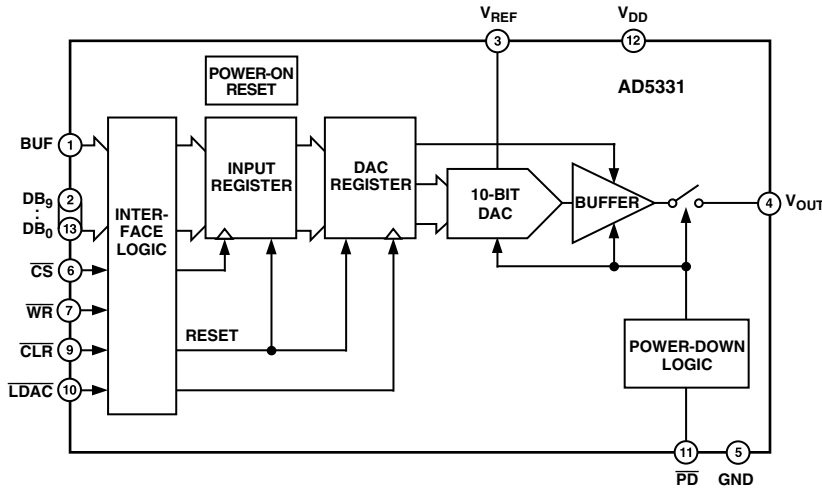 VREF
VDD
3
12
POWER-ON
RESET
AD5331
BUF
1
INPUT
REGISTER
DAC
REGISTER
10-BIT
DAC
BUFFER
4
VOUT
DB9
2
:
DB0
13
INTER-
FACE
LOGIC
CS
6
WR
7
RESET
POWER-DOWN
LOGIC
CLR
9
LDAC
10
11
5
PD
GND